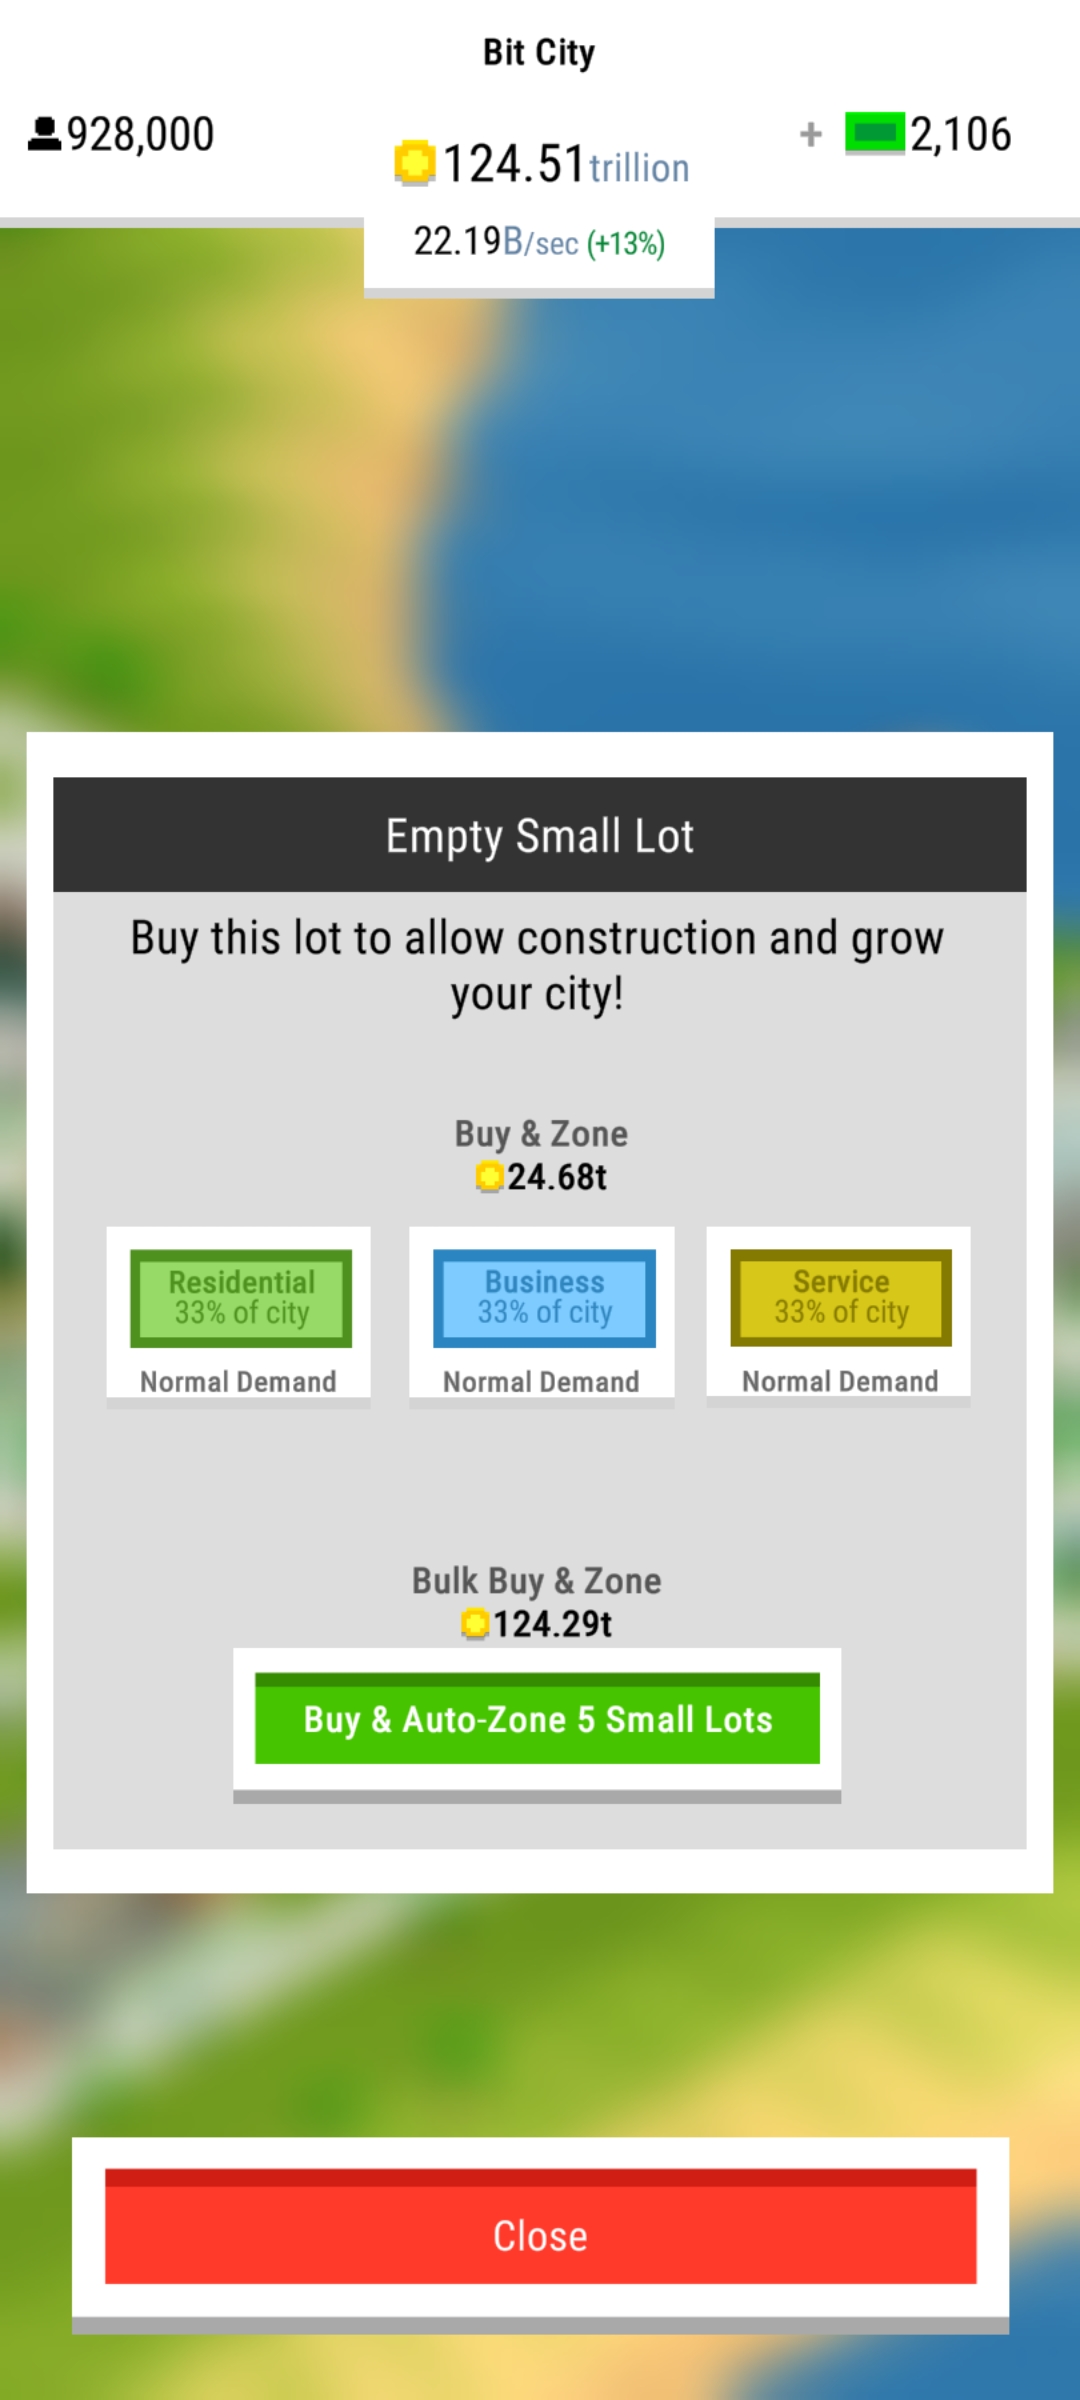 Bit City
928,000
124.51trillion
+ 2,106
22.19B/sec (+13%)
Empty Small Lot
Buy this lot to allow construction and grow
your city!
Buy & Zone
24.68t
Residential
33% of city
Normal Demand
Business
33% of city
Normal Demand
Service
33% of city
Normal Demand
Bulk Buy & Zone
124.29t
Buy & Auto-Zone 5 Small Lots
Close